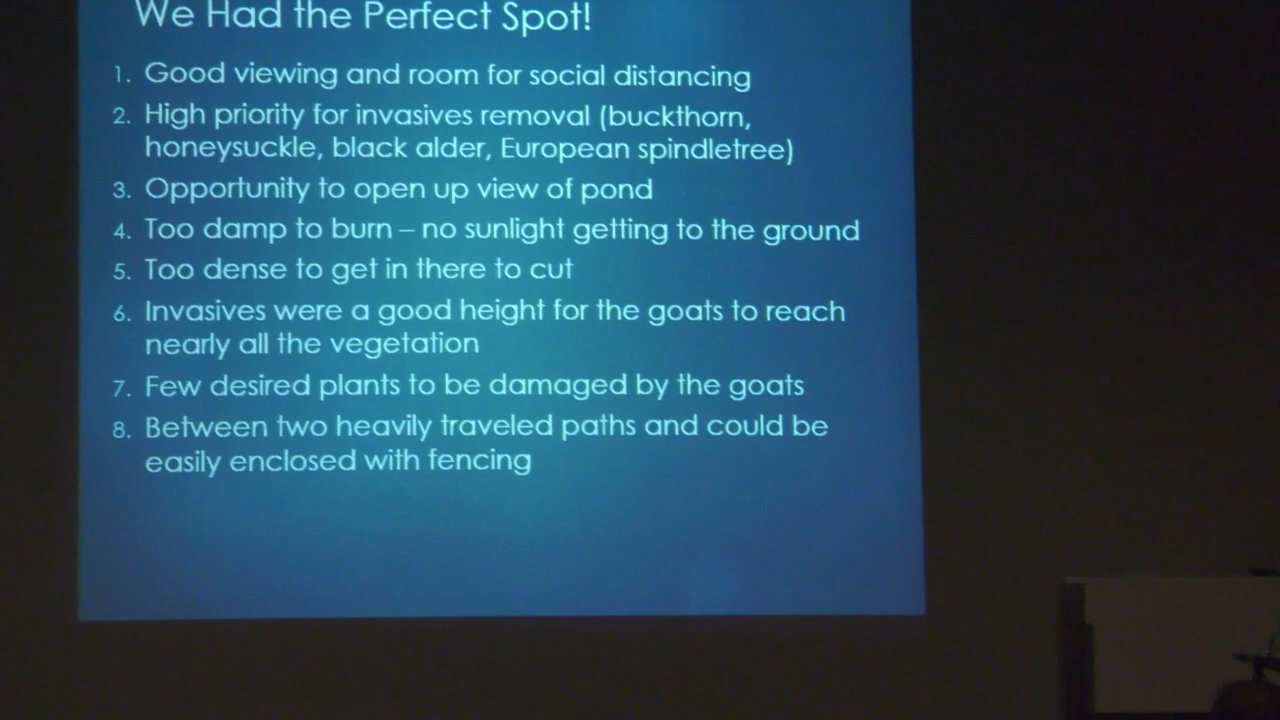 We Had the Perfect Spot!
1. Good viewing and room for social distancing
2. High priority for invasives removal (buckthorn,
honeysuckle, black alder, European spindletree)
3. Opportunity to open up view of pond
4. Too damp to burn – no sunlight getting to the ground
5. Too dense to get in there to cut
6. Invasives were a good height for the goats to reach
nearly all the vegetation
7. Few desired plants to be damaged by the goats
8. Between two heavily traveled paths and could be
easily enclosed with fencing